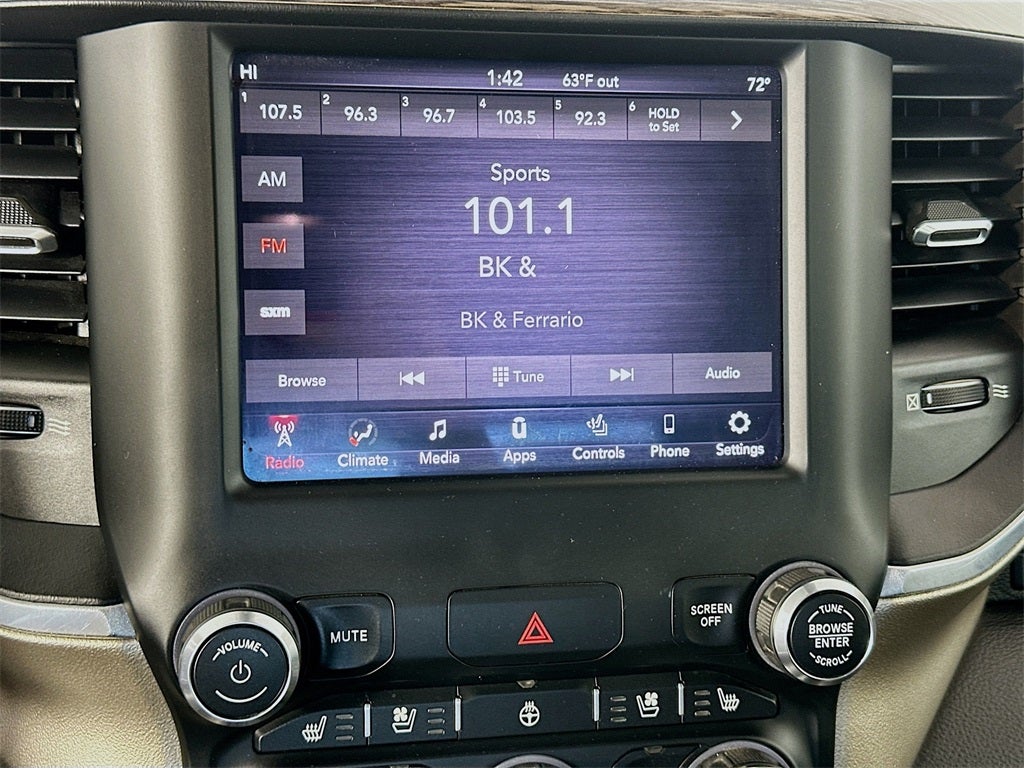 HI 1:42 63°F out 72°
1 107.5 2 96.3 3 96.7 4 103.5 5 92.3 6 HOLD
to Set
AM
FM
sxm
Sports
101.1
BK &
BK & Ferrario
Browse Tune Audio
Radio Climate Media Apps Controls Phone Settings
VOLUME
MUTE
SCREEN
OFF
TUNE
BROWSE
ENTER
SCROLL